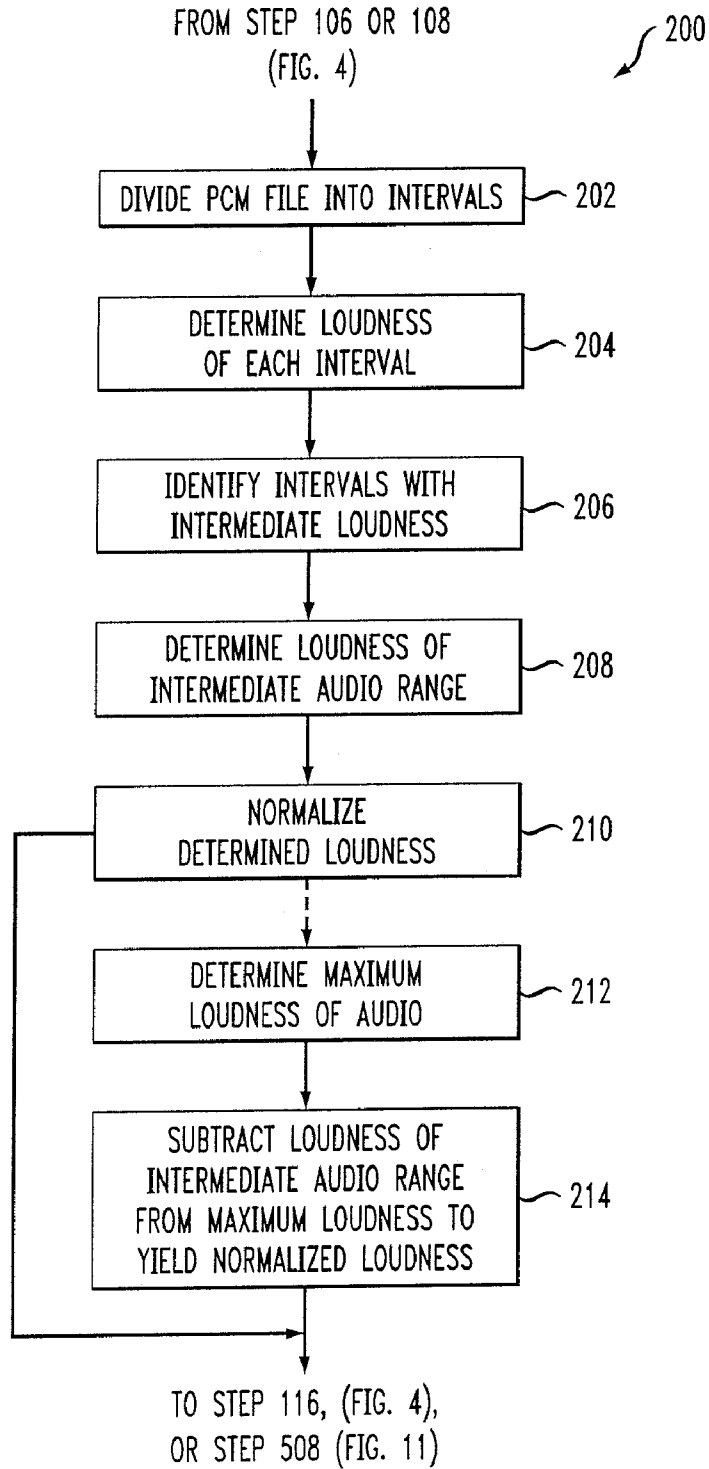 FROM STEP 106 OR 108
(FIG. 4)
200
DIVIDE PCM FILE INTO INTERVALS
202
DETERMINE LOUDNESS
OF EACH INTERVAL
204
IDENTIFY INTERVALS WITH
INTERMEDIATE LOUDNESS
206
DETERMINE LOUDNESS OF
INTERMEDIATE AUDIO RANGE
208
NORMALIZE
DETERMINED LOUDNESS
210
DETERMINE MAXIMUM
LOUDNESS OF AUDIO
212
SUBTRACT LOUDNESS OF
INTERMEDIATE AUDIO RANGE
FROM MAXIMUM LOUDNESS TO
YIELD NORMALIZED LOUDNESS
214
TO STEP 116, (FIG. 4),
OR STEP 508 (FIG. 11)